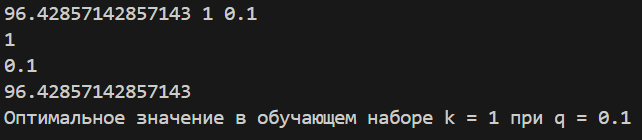 96.42857142857143 1 0.1
1
0.1
96.42857142857143
Оптимальное значение в обучающем наборе k = 1 при q = 0.1